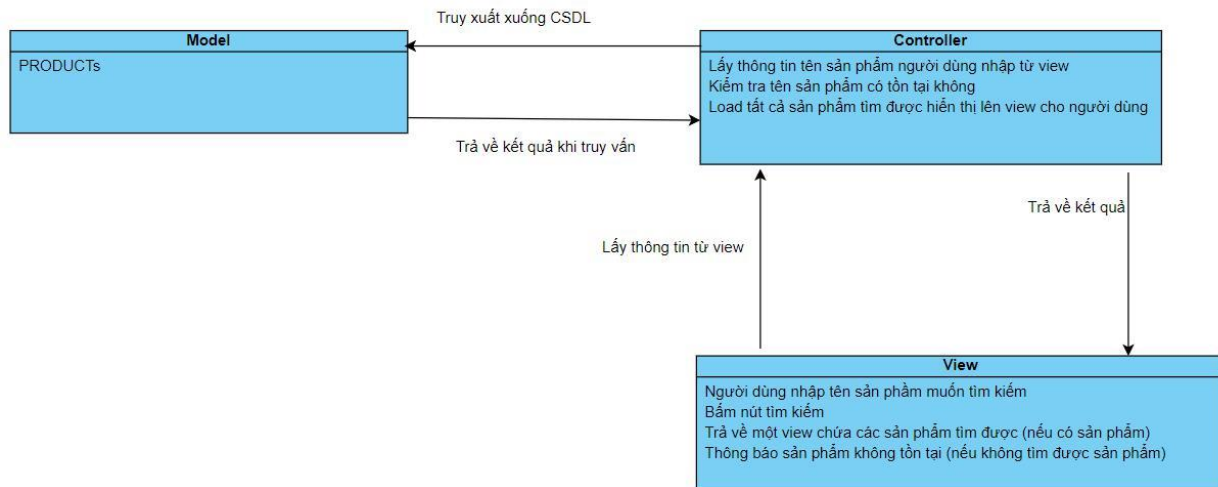 Truy xuất xuống CSDL
Model
PRODUCTs
Controller
Lấy thông tin tên sản phẩm người dùng nhập từ view
Kiểm tra tên sản phẩm có tồn tại không
Load tất cả sản phẩm tìm được hiển thị lên view cho người dùng
Trả về kết quả khi truy vấn
Trả về kết quả
Lấy thông tin từ view
View
Người dùng nhập tên sản phầm muốn tìm kiếm
Bấm nút tìm kiếm
Trả về một view chứa các sản phẩm tìm được (nếu có sản phẩm)
Thông báo sản phẩm không tồn tại (nếu không tìm được sản phẩm)